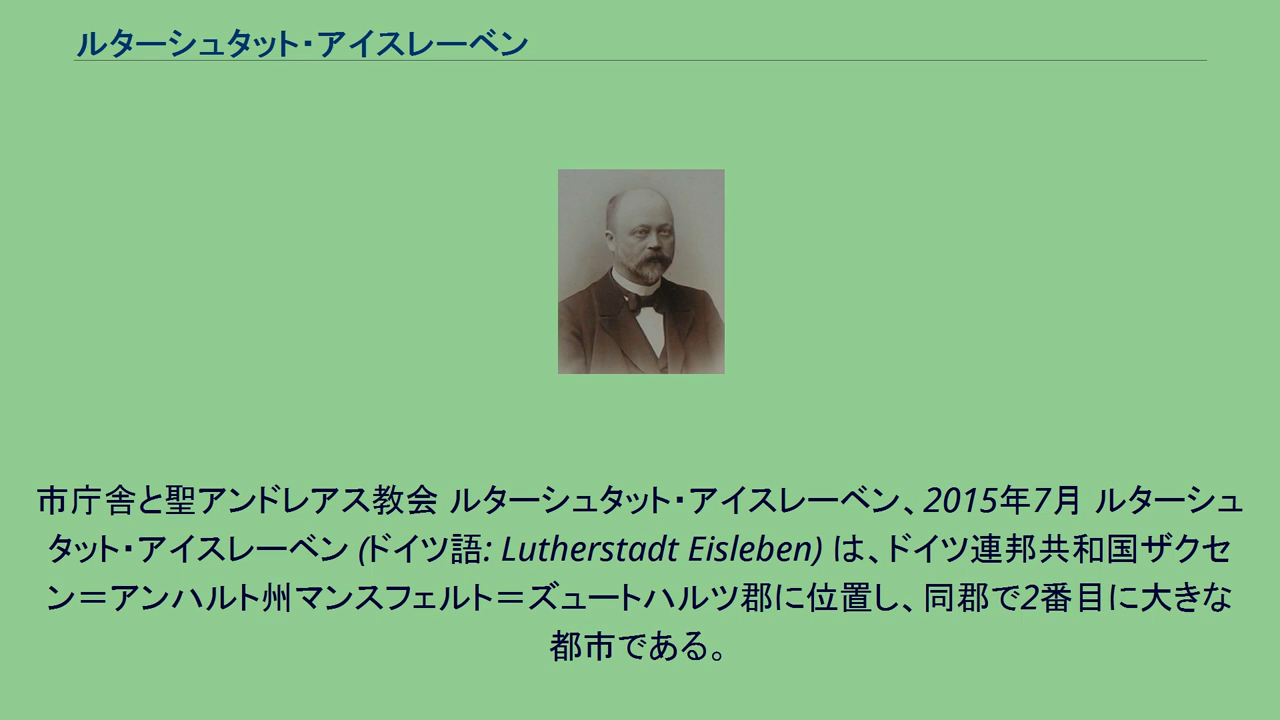 ルターシュタット・アイスレーベン
市庁舎と聖アンドレアス教会 ルターシュタット・アイスレーベン、2015年7月 ルターシュ
タット・アイスレーベン (ドイツ語: Lutherstadt Eisleben) は、ドイツ連邦共和国ザクセ
ン＝アンハルト州マンスフェルト＝ズュートハルツ郡に位置し、同郡で2番目に大きな
都市である。